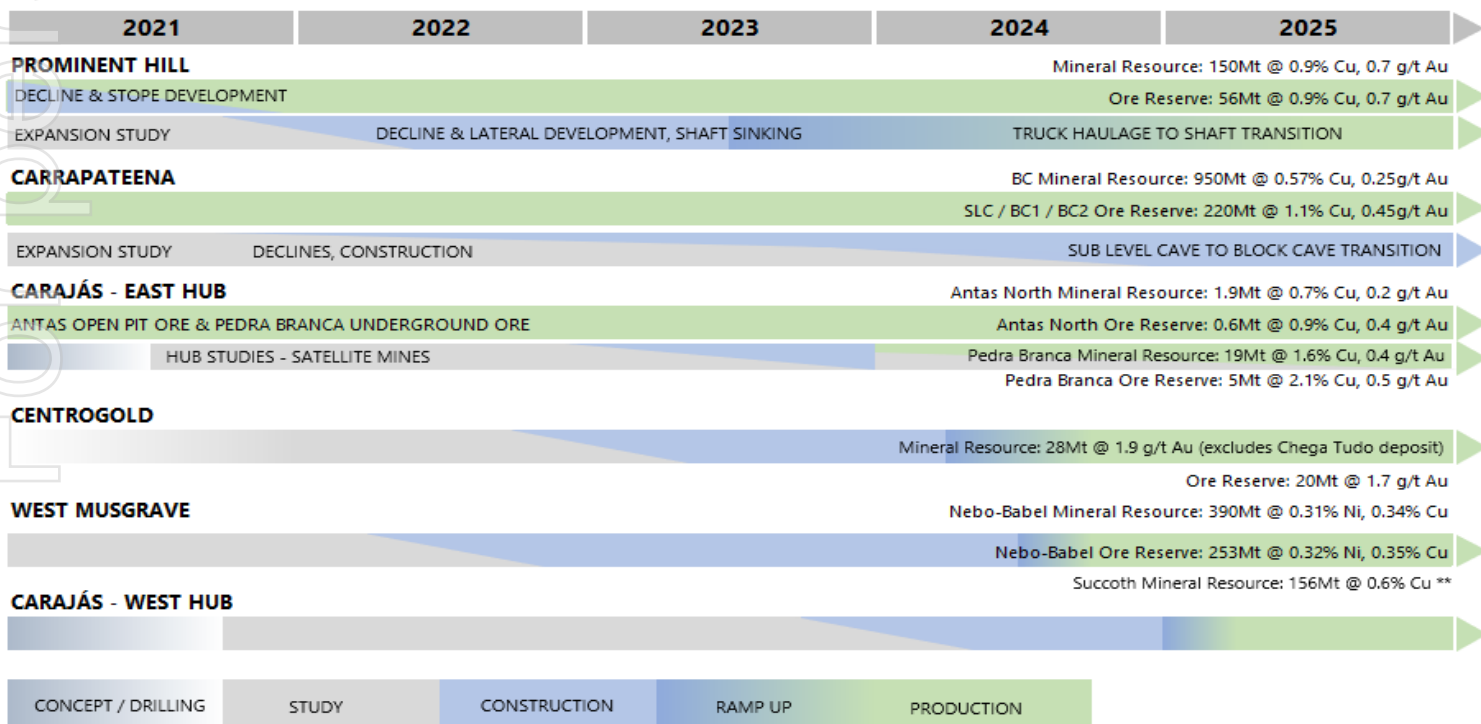 2021 2022 2023 2024 2025
PROMINENT HILL
Mineral Resource: 150Mt @ 0.9% Cu, 0.7 g/t Au
DECLINE & STOPE DEVELOPMENT
Ore Reserve: 56Mt @ 0.9% Cu, 0.7 g/t Au
EXPANSION STUDY
DECLINE & LATERAL DEVELOPMENT, SHAFT SINKING
TRUCK HAULAGE TO SHAFT TRANSITION
CARRAPATEENA
BC Mineral Resource: 950Mt @ 0.57% Cu, 0.25g/t Au
SLC / BC1 / BC2 Ore Reserve: 220Mt @ 1.1% Cu, 0.45g/t Au
EXPANSION STUDY
DECLINES, CONSTRUCTION
SUB LEVEL CAVE TO BLOCK CAVE TRANSITION
CARAJÁS - EAST HUB
Antas North Mineral Resource: 1.9Mt @ 0.7% Cu, 0.2 g/t Au
ANTAS OPEN PIT ORE & PEDRA BRANCA UNDERGROUND ORE
Antas North Ore Reserve: 0.6Mt @ 0.9% Cu, 0.4 g/t Au
HUB STUDIES - SATELLITE MINES
Pedra Branca Mineral Resource: 19Mt @ 1.6% Cu, 0.4 g/t Au
Pedra Branca Ore Reserve: 5Mt @ 2.1% Cu, 0.5 g/t Au
CENTROGOLD
Mineral Resource: 28Mt @ 1.9 g/t Au (excludes Chega Tudo deposit)
Ore Reserve: 20Mt @ 1.7 g/t Au
WEST MUSGRAVE
Nebo-Babel Mineral Resource: 390Mt @ 0.31% Ni, 0.34% Cu
Nebo-Babel Ore Reserve: 253Mt @ 0.32% Ni, 0.35% Cu
Succoth Mineral Resource: 156Mt @ 0.6% Cu **
CARAJÁS - WEST HUB
CONCEPT / DRILLING STUDY CONSTRUCTION RAMP UP PRODUCTION